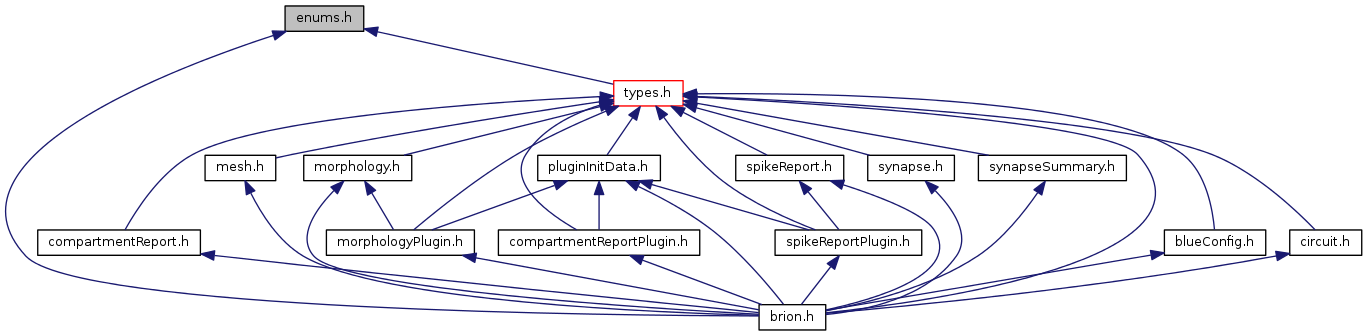 enums.h
types.h
mesh.h
morphology.h
pluginInitData.h
spikeReport.h
synapse.h
synapseSummary.h
compartmentReport.h
morphologyPlugin.h
compartmentReportPlugin.h
spikeReportPlugin.h
blueConfig.h
circuit.h
brion.h